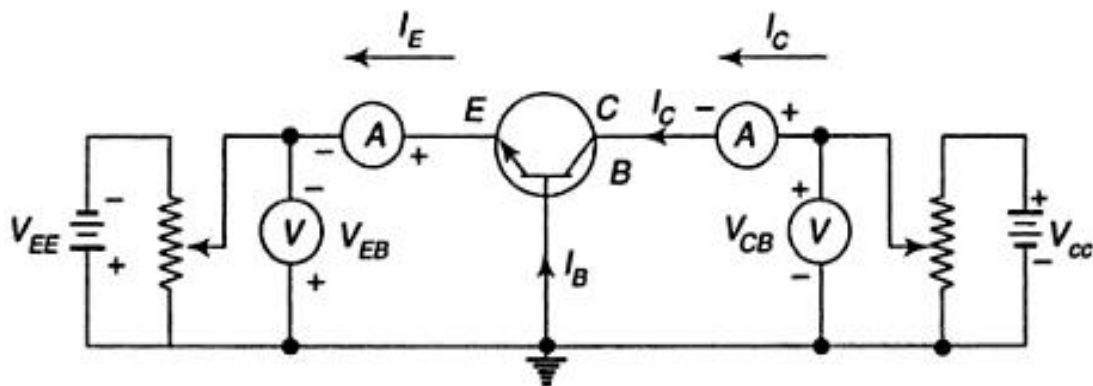 I_E I_C
E C I_C - A +
- A + B
- - +
V_EE + V V_EB V_CB V + V_cc
+ I_B - -